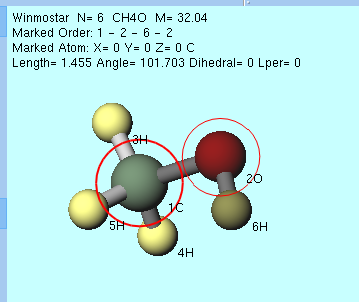 Winmostar N= 6 CH4O M= 32.04
Marked Order: 1 - 2 - 6 - 2
Marked Atom: X= 0 Y= 0 Z= 0 C
Length= 1.455 Angle= 101.703 Dihedral= 0 Lper= 0
3H
2O
1C
5H
6H
4H